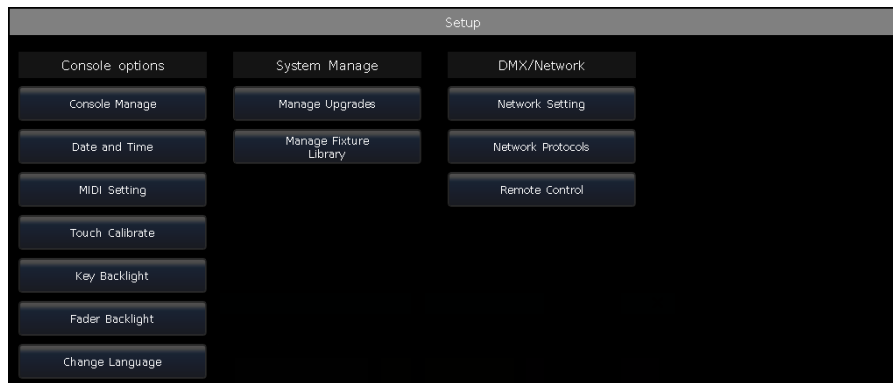 Setup
Console options
Console Manage
Date and Time
MIDI Setting
Touch Calibrate
Key Backlight
Fader Backlight
Change Language
System Manage
Manage Upgrades
Manage Fixture
Library
DMX/Network
Network Setting
Network Protocols
Remote Control